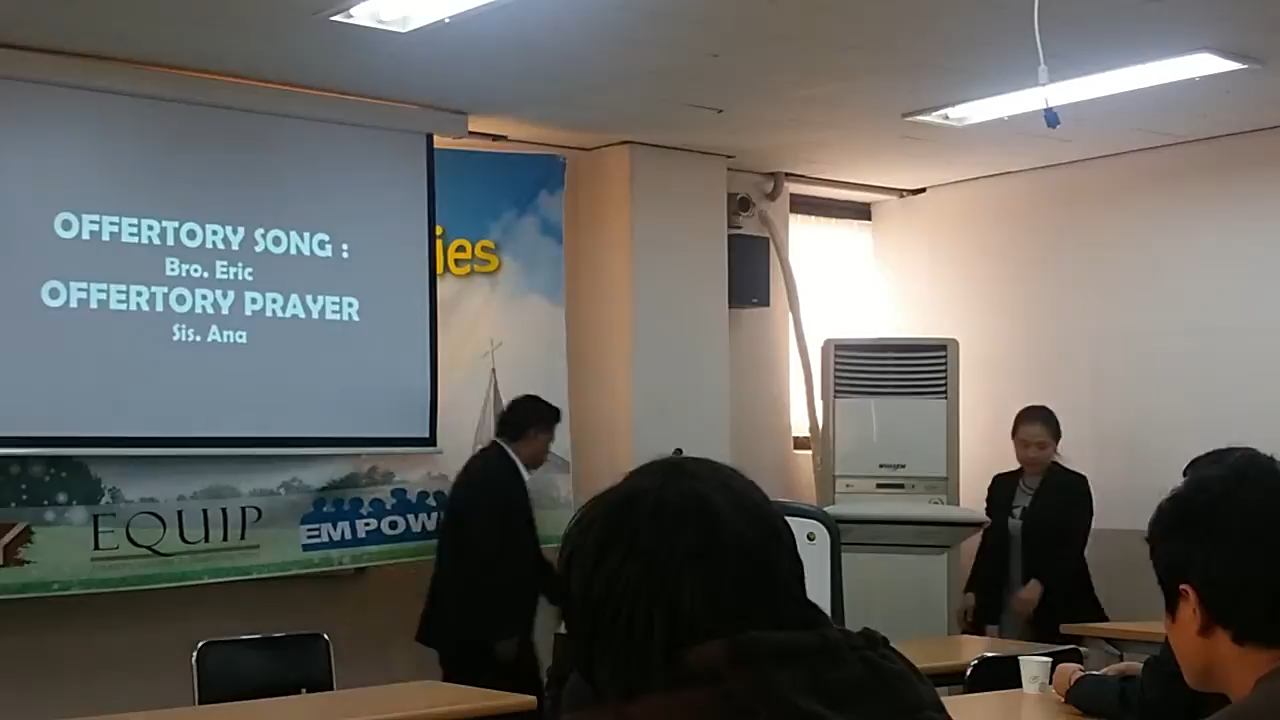 OFFERTORY SONG :
Bro. Eric
OFFERTORY PRAYER
Sis. Ana
ies
EQUIP
EMPOW